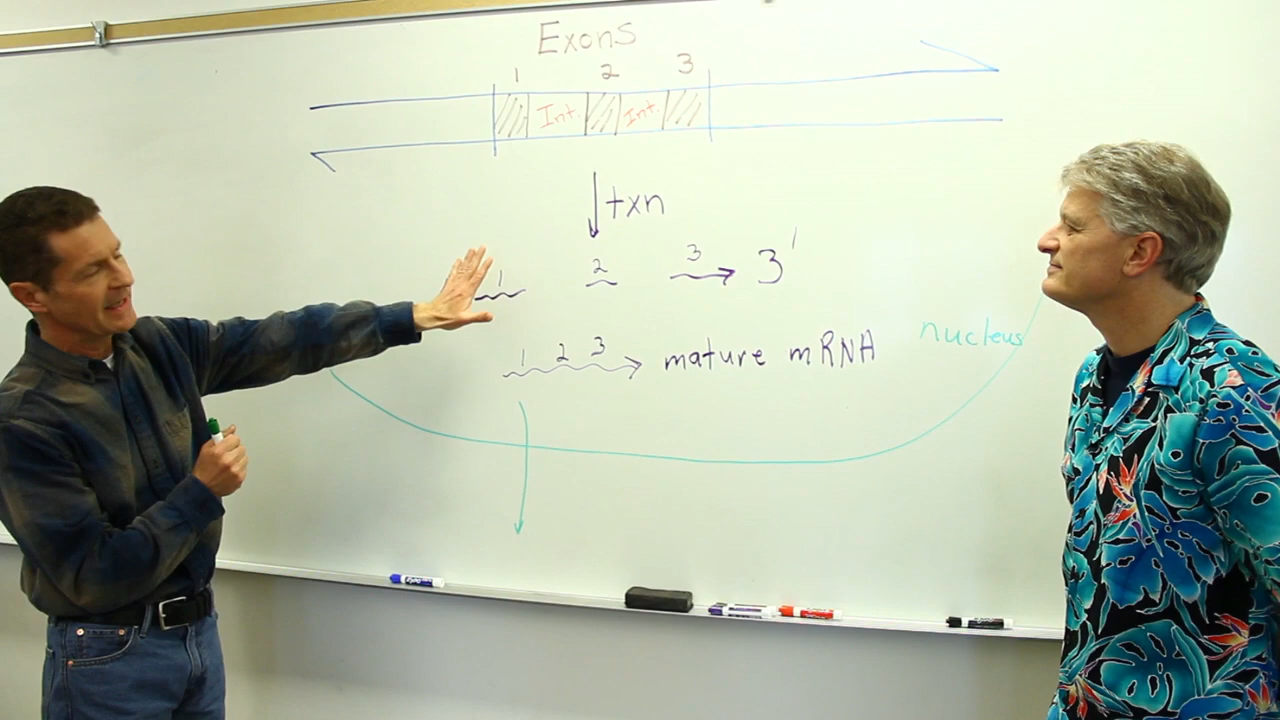 Exons
1 2 3
Int. Int.
txn
1 2 3 3'
nucleus
1 2 3 mature mRNA